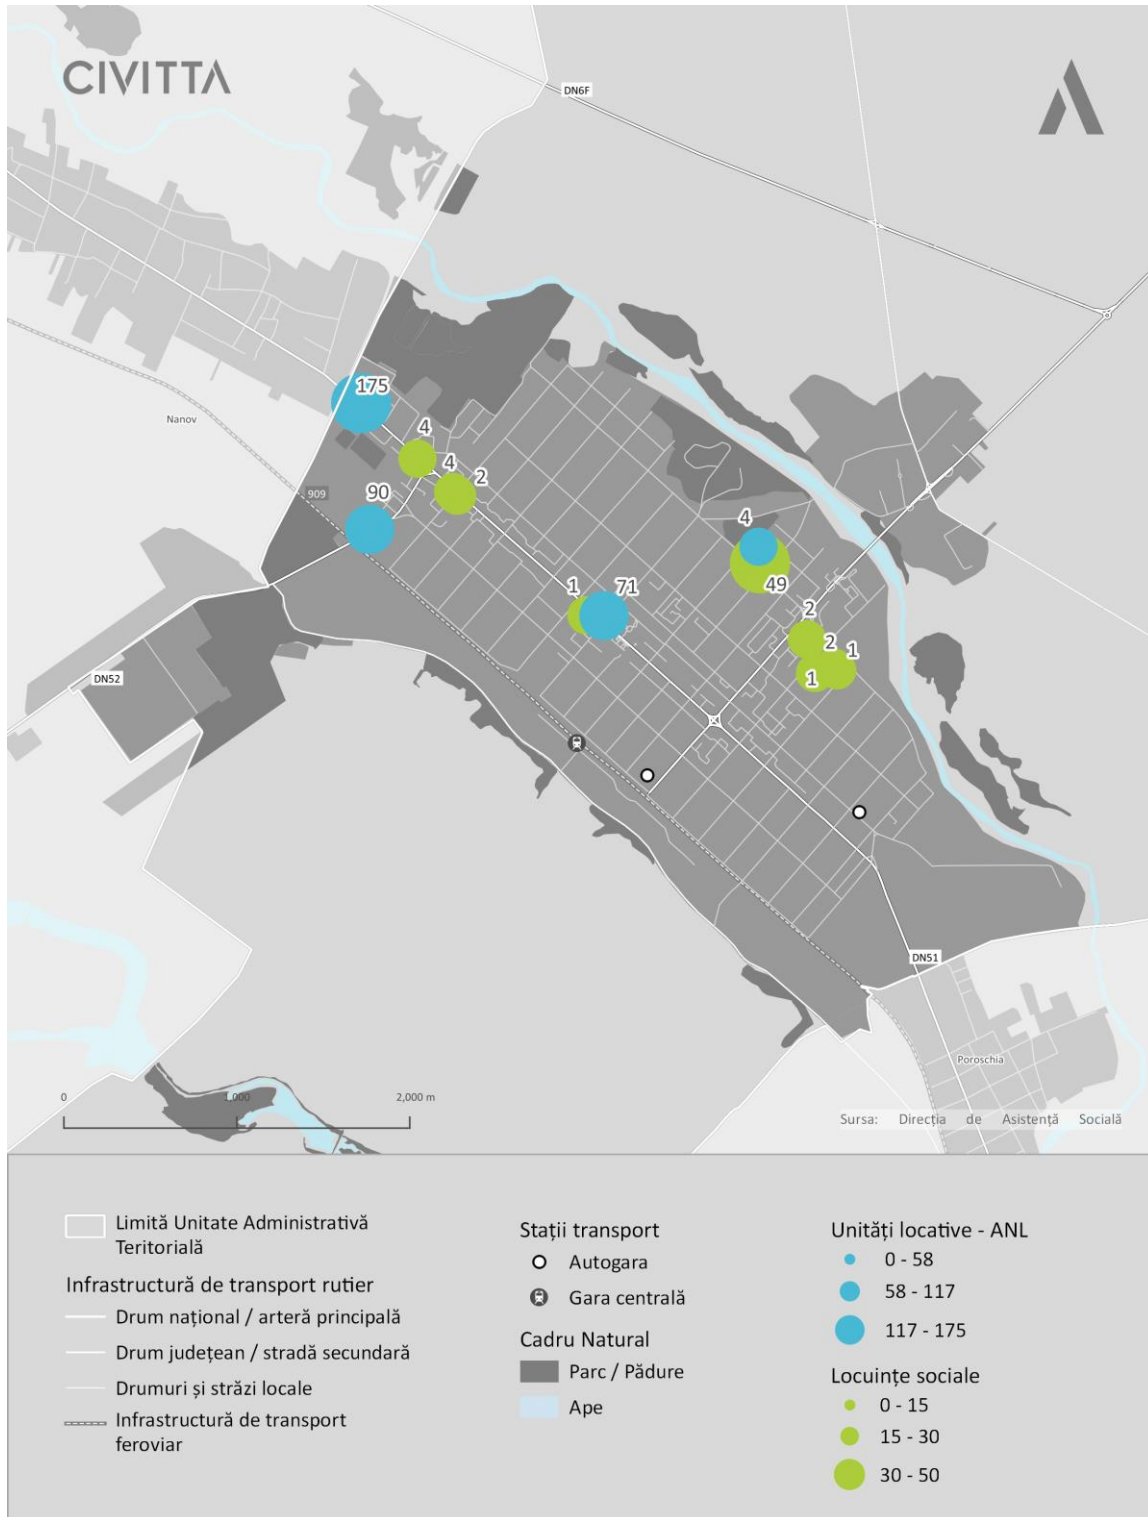 CIVITTA
DN6F
175
Nanov
4
4
2
909
90
4
49
1
71
2
2
1
1
DN52
DN51
Poroschia
0
1,000
2,000 m
Sursa: Direcția de Asistență Socială
Limită Unitate Administrativă
Teritorială
Infrastructură de transport rutier
Drum național / arteră principală
Drum județean / stradă secundară
Drumuri și străzi locale
Infrastructură de transport
feroviar
Stații transport
Autogara
Gara centrală
Cadru Natural
Parc / Pădure
Ape
Unități locative - ANL
0 - 58
58 - 117
117 - 175
Locuințe sociale
0 - 15
15 - 30
30 - 50